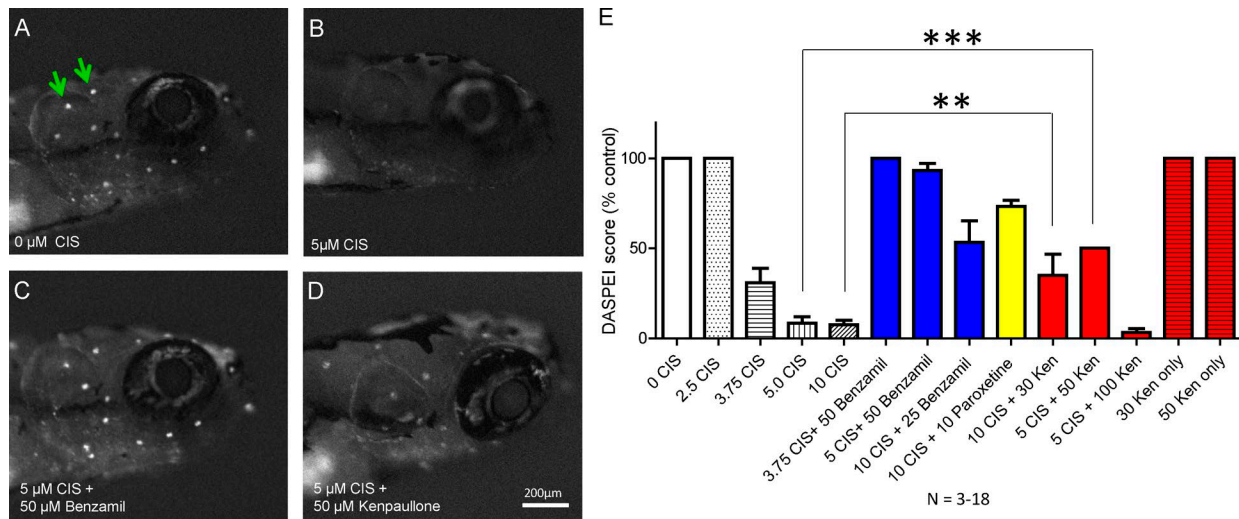 A
0 µM CIS
B
5µM CIS
C
5 µM CIS +
50 µM Benzamil
D
5 µM CIS +
50 µM Kenpaullone
200µm
E
***
**
DASPEI score (% control)
100
50
0
0 CIS
2.5 CIS
3.75 CIS
5.0 CIS
10 CIS
3.75 CIS+ 50 Benzamil
5 CIS+ 50 Benzamil
10 CIS + 25 Benzamil
10 CIS + 10 Paroxetine
10 CIS + 30 Ken
5 CIS + 50 Ken
5 CIS + 100 Ken
30 Ken only
50 Ken only
N = 3-18